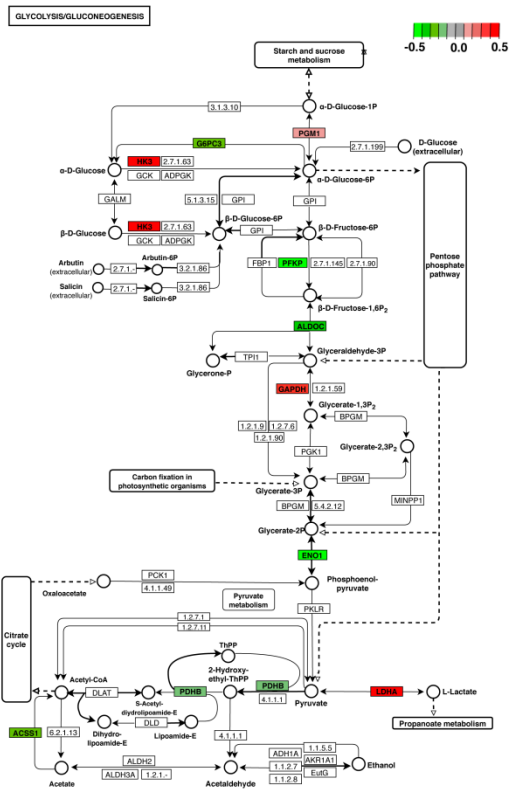 GLYCOLYSIS/GLUCONEOGENESIS
-0.5
0.0
0.5
Starch and sucrose
metabolism
3.1.3.10
α-D-Glucose-1P
PGM1
G6PC3
2.7.1.199
D-Glucose
(extracellular)
HK3
2.7.1.63
α-D-Glucose
GCK
ADPGK
α-D-Glucose-6P
GALM
5.1.3.15
GPI
GPI
β-D-Glucose-6P
HK3
2.7.1.63
GPI
β-D-Fructose-6P
β-D-Glucose
GCK
ADPGK
Pentose
phosphate
pathway
Arbutin
(extracellular)
Arbutin-6P
2.7.1.-
3.2.1.86
FBP1
PFKP
2.7.1.145
2.7.1.90
Salicin
(extracellular)
2.7.1.-
3.2.1.86
Salicin-6P
β-D-Fructose-1,6P2
ALDOC
TPI1
Glyceraldehyde-3P
Glycerone-P
GAPDH
1.2.1.59
Glycerate-1,3P2
BPGM
1.2.1.9
1.2.7.6
1.2.1.90
Glycerate-2,3P2
PGK1
Carbon fixation in
photosynthetic organisms
BPGM
Glycerate-3P
MINPP1
BPGM
5.4.2.12
Glycerate-2P
ENO1
PCK1
4.1.1.49
Oxaloacetate
Phosphoenol-
pyruvate
Pyruvate
metabolism
PKLR
1.2.7.1
1.2.7.11
Citrate
cycle
ThPP
2-Hydroxy-
ethyl-ThPP
Acetyl-CoA
DLAT
PDHB
PDHB
4.1.1.1
LDHA
L-Lactate
Pyruvate
S-Acetyl-
diydrolipoamide-E
DLD
Dihydro-
lipoamide-E
Lipoamide-E
Propanoate metabolism
ACSS1
6.2.1.13
4.1.1.1
1.1.5.5
ADH1A
AKR1A1
ALDH2
1.1.2.7
EutG
Ethanol
ALDH3A
1.2.1.-
1.1.2.8
Acetate
Acetaldehyde